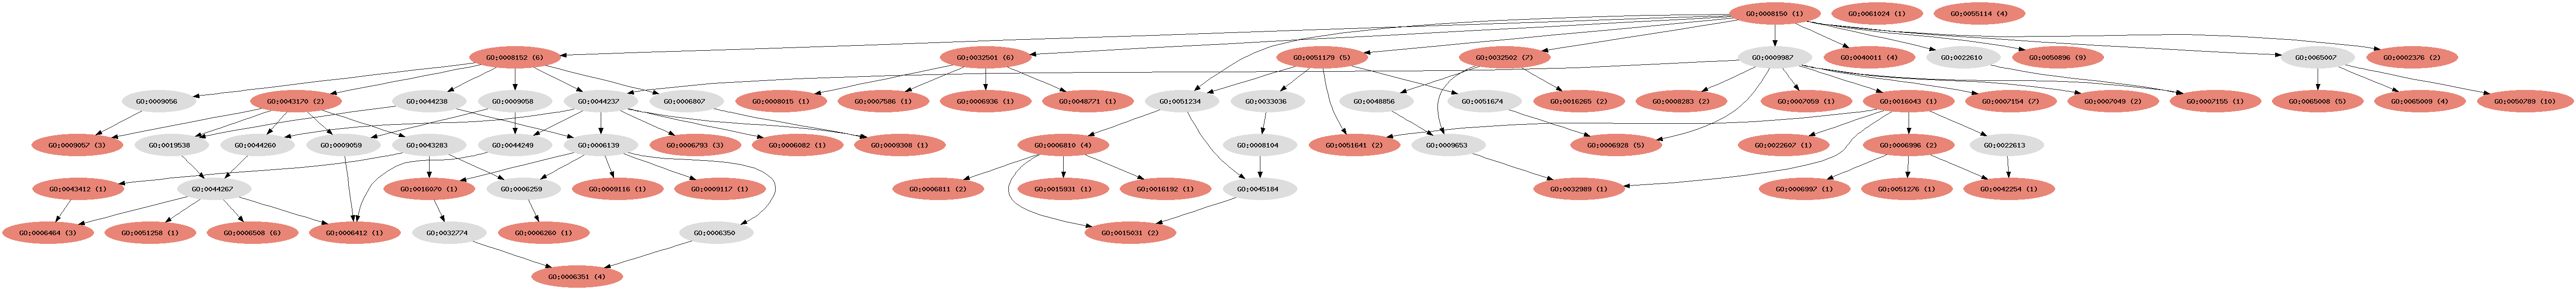 GO:0008150 (1)
GO:0061024 (1)
GO:0055114 (4)
GO:0008152 (6)
GO:0032501 (6)
GO:0051179 (5)
GO:0032502 (7)
GO:0009987
GO:0040011 (4)
GO:0022610
GO:0050896 (9)
GO:0065007
GO:0002376 (2)
GO:0009056
GO:0043170 (2)
GO:0044238
GO:0009058
GO:0044237
GO:0006807
GO:0008015 (1)
GO:0007586 (1)
GO:0006936 (1)
GO:0048771 (1)
GO:0051234
GO:0033036
GO:0048856
GO:0051674
GO:0016265 (2)
GO:0008283 (2)
GO:0007059 (1)
GO:0016043 (1)
GO:0007154 (7)
GO:0007049 (2)
GO:0007155 (1)
GO:0065008 (5)
GO:0065009 (4)
GO:0050789 (10)
GO:0009057 (3)
GO:0019538
GO:0044260
GO:0009059
GO:0043283
GO:0044249
GO:0006139
GO:0006793 (3)
GO:0006082 (1)
GO:0009308 (1)
GO:0006810 (4)
GO:0008104
GO:0051641 (2)
GO:0009653
GO:0006928 (5)
GO:0022607 (1)
GO:0006996 (2)
GO:0022613
GO:0043412 (1)
GO:0044267
GO:0016070 (1)
GO:0006259
GO:0009116 (1)
GO:0009117 (1)
GO:0006811 (2)
GO:0015931 (1)
GO:0016192 (1)
GO:0045184
GO:0032989 (1)
GO:0006997 (1)
GO:0051276 (1)
GO:0042254 (1)
GO:0006464 (3)
GO:0051258 (1)
GO:0006508 (6)
GO:0006412 (1)
GO:0032774
GO:0006260 (1)
GO:0006350
GO:0015031 (2)
GO:0006351 (4)